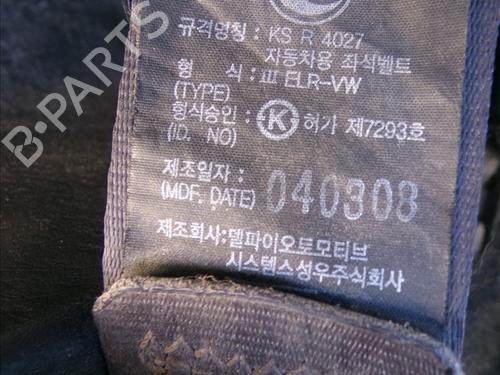 규격명칭 : KS R 4027
자동차용 좌석벨트
형 식 : Ⅲ ELR-VW
(TYPE)
형식승인 : Ⓚ허가 제7293호
(ID. NO)
제조일자 :
(MDF. DATE) 040308
제조회사:델파이오토모티브
시스템스성우주식회사
B-PARTS